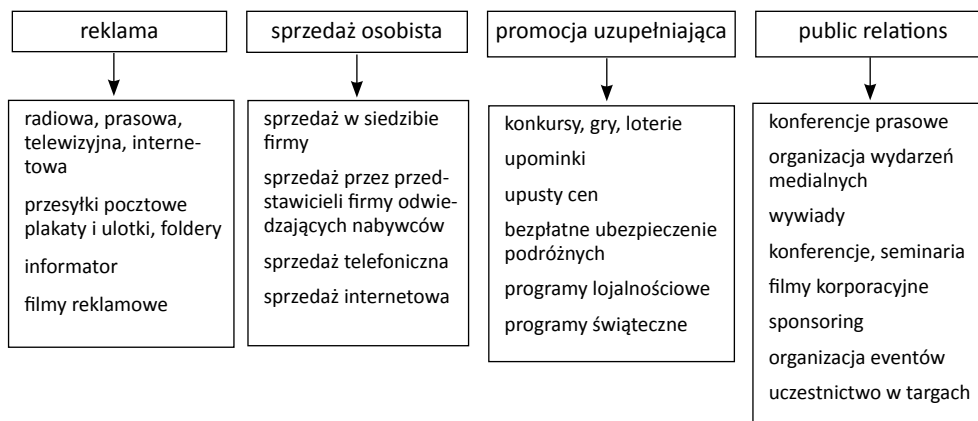 reklama
radiowa, prasowa,
telewizyjna, interne-
towa
przesyłki pocztowe
plakaty i ulotki, foldery
informator
filmy reklamowe
sprzedaż osobista
sprzedaż w siedzibie
firmy
sprzedaż przez przed-
stawicieli firmy odwie-
dzających nabywców
sprzedaż telefoniczna
sprzedaż internetowa
promocja uzupełniająca
konkursy, gry, loterie
upominki
upusty cen
bezpłatne ubezpieczenie
podróżnych
programy lojalnościowe
programy świąteczne
public relations
konferencje prasowe
organizacja wydarzeń
medialnych
wywiady
konferencje, seminaria
filmy korporacyjne
sponsoring
organizacja eventów
uczestnictwo w targach